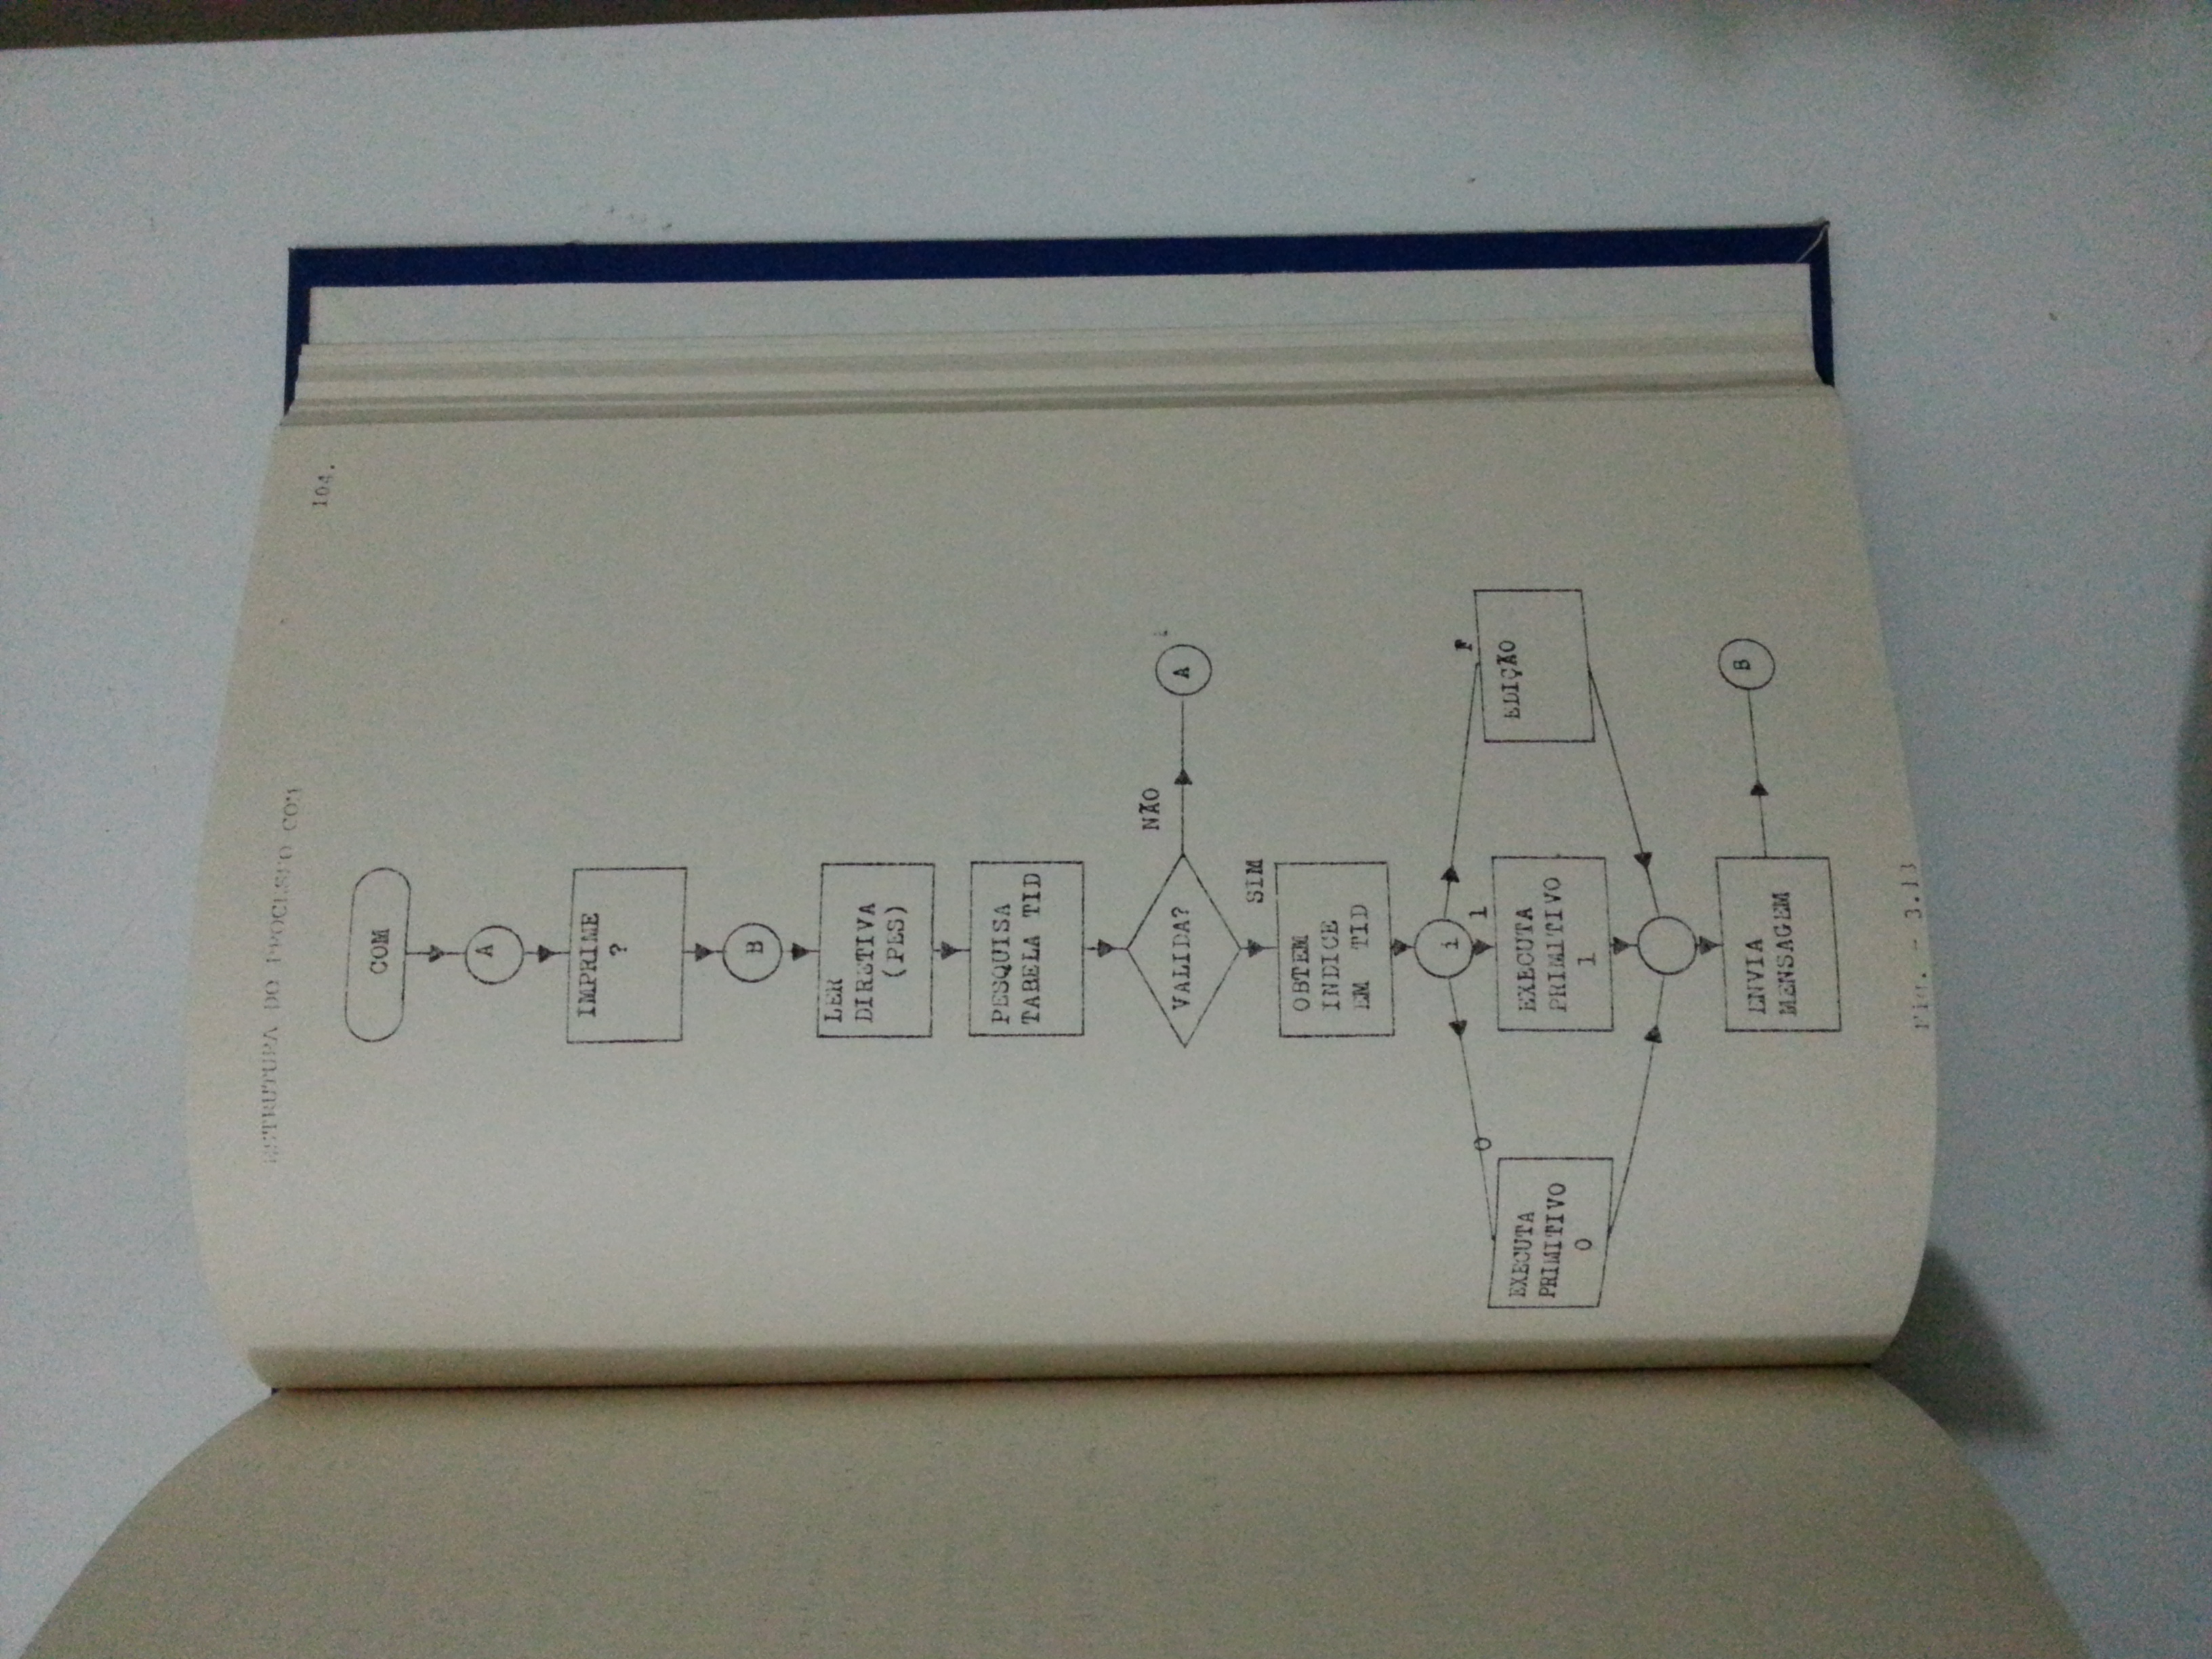 ESTRUTURA DO PROCESSO COM
104.
COM
A
IMPRIME
?
B
LER
DIRETIVA
(PES)
PESQUISA
TABELA TID
VALIDA?
NÃO
A
SIM
OBTEM
INDICE
EM TID
i
0
1
F
EXECUTA
PRIMITIVO
0
EXECUTA
PRIMITIVO
1
EDIÇÃO
ENVIA
MENSAGEM
B
Fig. - 3.13